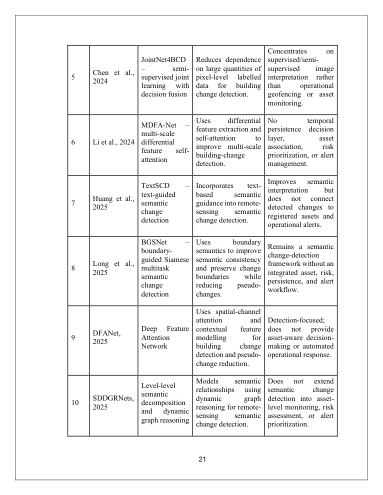 5
Chen et al.,
2024
JointNet4BCD
– semi-
supervised joint
learning with
decision fusion
Reduces dependence
on large quantities of
pixel-level labelled
data for building
change detection.
Concentrates on
supervised/semi-
supervised image
interpretation rather
than operational
geofencing or asset
monitoring.
6
Li et al., 2024
MDFA-Net –
multi-scale
differential
feature self-
attention
Uses differential
feature extraction and
self-attention to
improve multi-scale
building-change
detection.
No temporal
persistence decision
layer, asset
association, risk
prioritization, or alert
management.
7
Huang et al.,
2025
TextSCD –
text-guided
semantic
change
detection
Incorporates text-
based semantic
guidance into remote-
sensing semantic
change detection.
Improves semantic
interpretation but
does not connect
detected changes to
registered assets and
operational alerts.
8
Long et al.,
2025
BGSNet –
boundary-
guided Siamese
multitask
semantic
change
detection
Uses boundary
semantics to improve
semantic consistency
and preserve change
boundaries while
reducing pseudo-
changes.
Remains a semantic
change-detection
framework without an
integrated asset, risk,
persistence, and alert
workflow.
9
DFANet,
2025
Deep Feature
Attention
Network
Uses spatial-channel
attention and
contextual feature
modelling for
building change
detection and pseudo-
change reduction.
Detection-focused;
does not provide
asset-aware decision-
making or automated
operational response.
10
SDDGRNets,
2025
Level-level
semantic
decomposition
and dynamic
graph reasoning
Models semantic
relationships using
dynamic graph
reasoning for remote-
sensing semantic
change detection.
Does not extend
semantic change
detection into asset-
level monitoring, risk
assessment, or alert
prioritization.
21